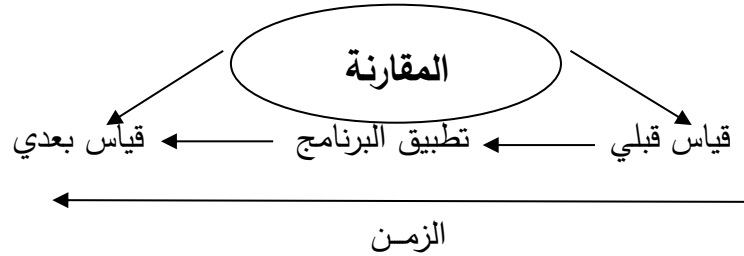 المقارنة
قياس قبلي تطبيق البرنامج قياس بعدي
الزمـن